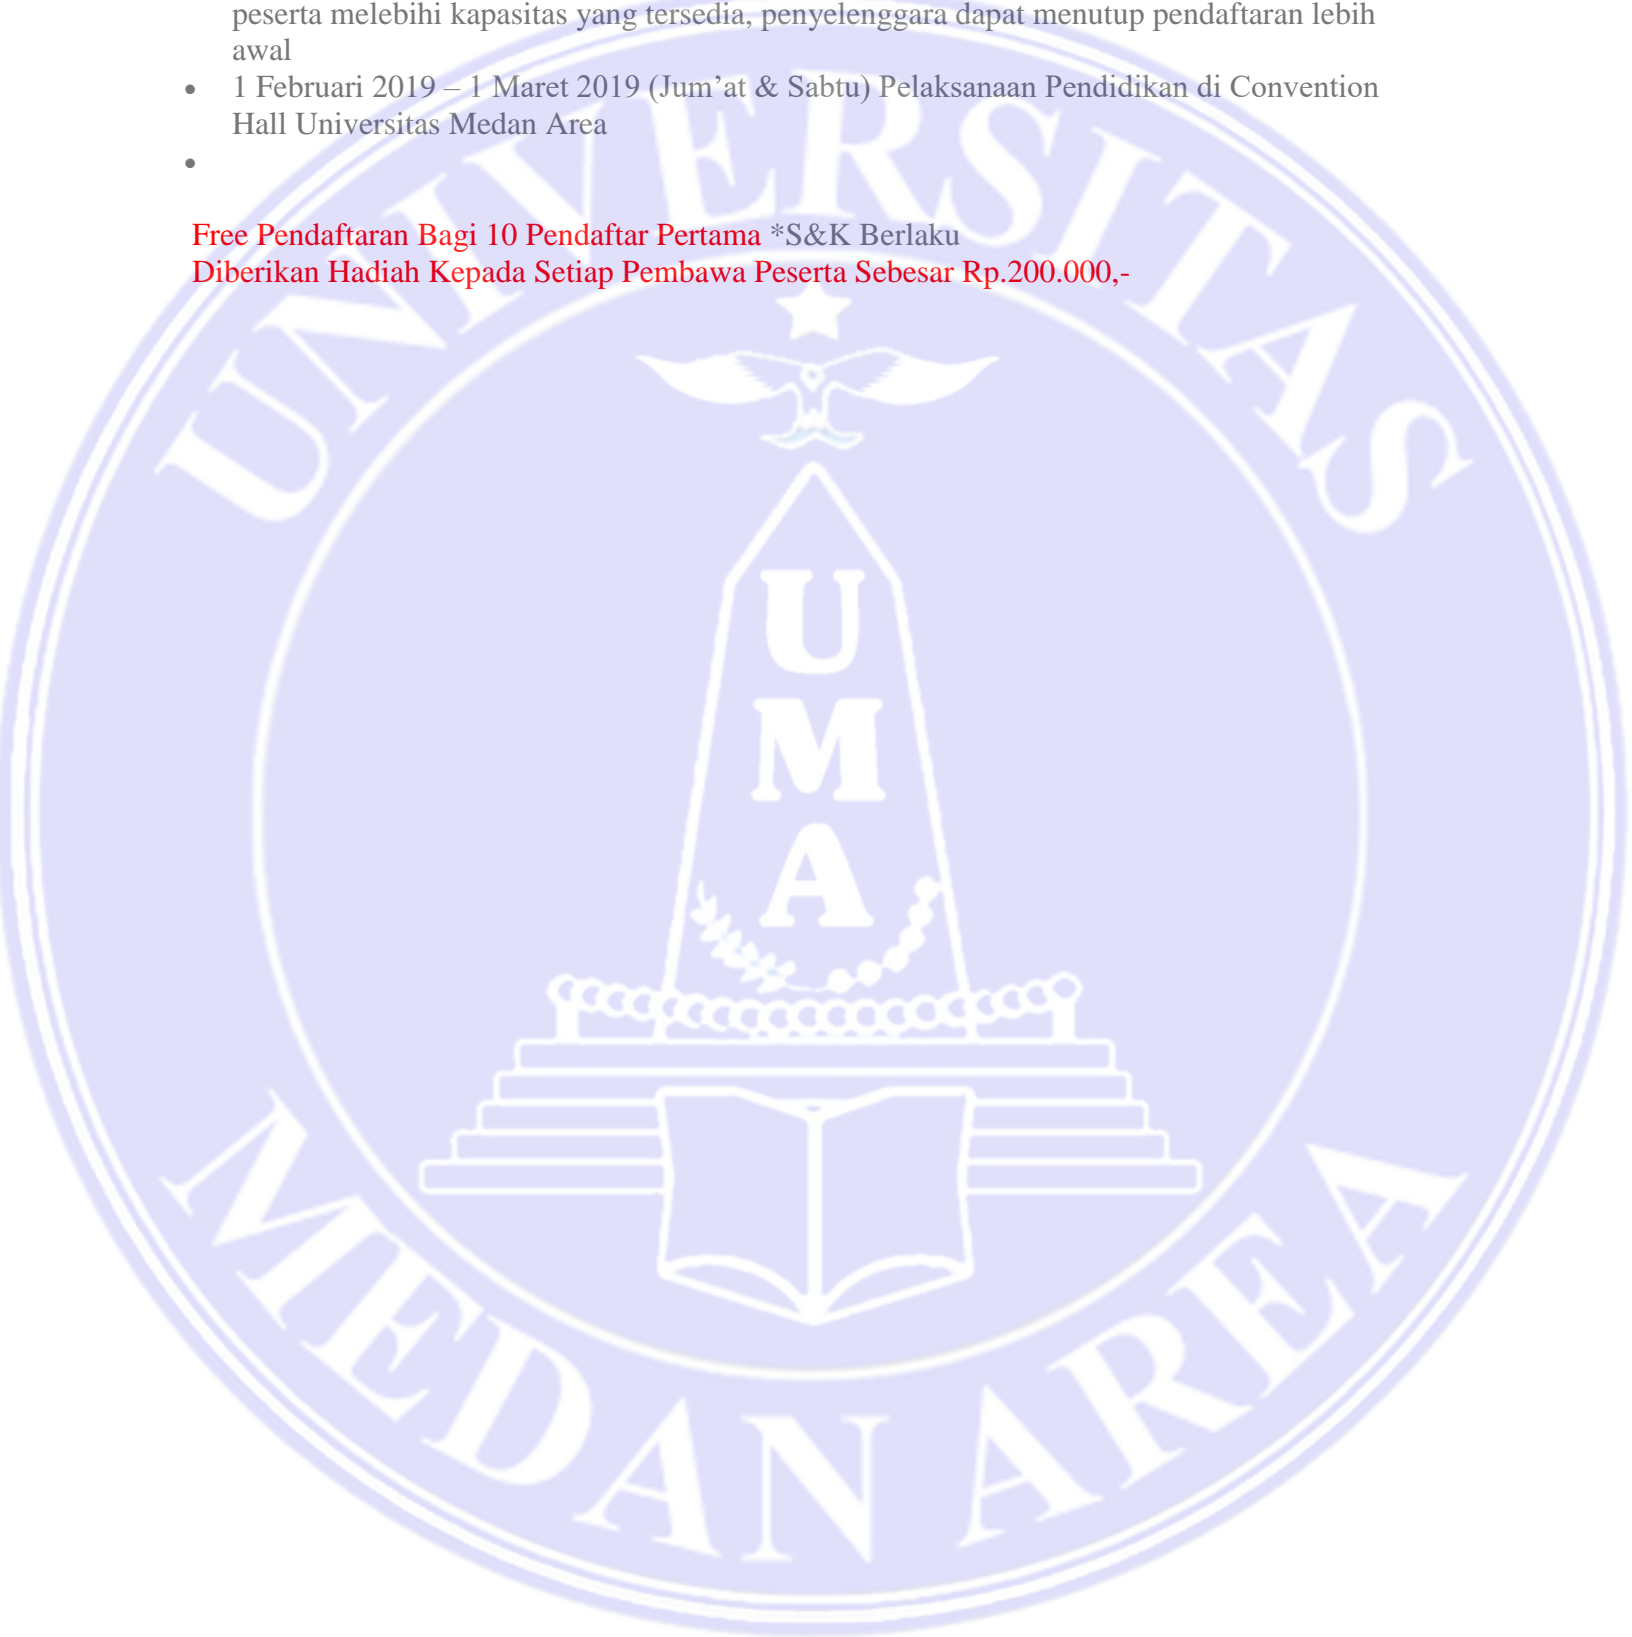 peserta melebihi kapasitas yang tersedia, penyelenggara dapat menutup pendaftaran lebih
awal
• 1 Februari 2019 – 1 Maret 2019 (Jum’at & Sabtu) Pelaksanaan Pendidikan di Convention
Hall Universitas Medan Area
•
Free Pendaftaran Bagi 10 Pendaftar Pertama *S&K Berlaku
Diberikan Hadiah Kepada Setiap Pembawa Peserta Sebesar Rp.200.000,-
UNIVERSITAS
U
M
A
MEDAN AREA